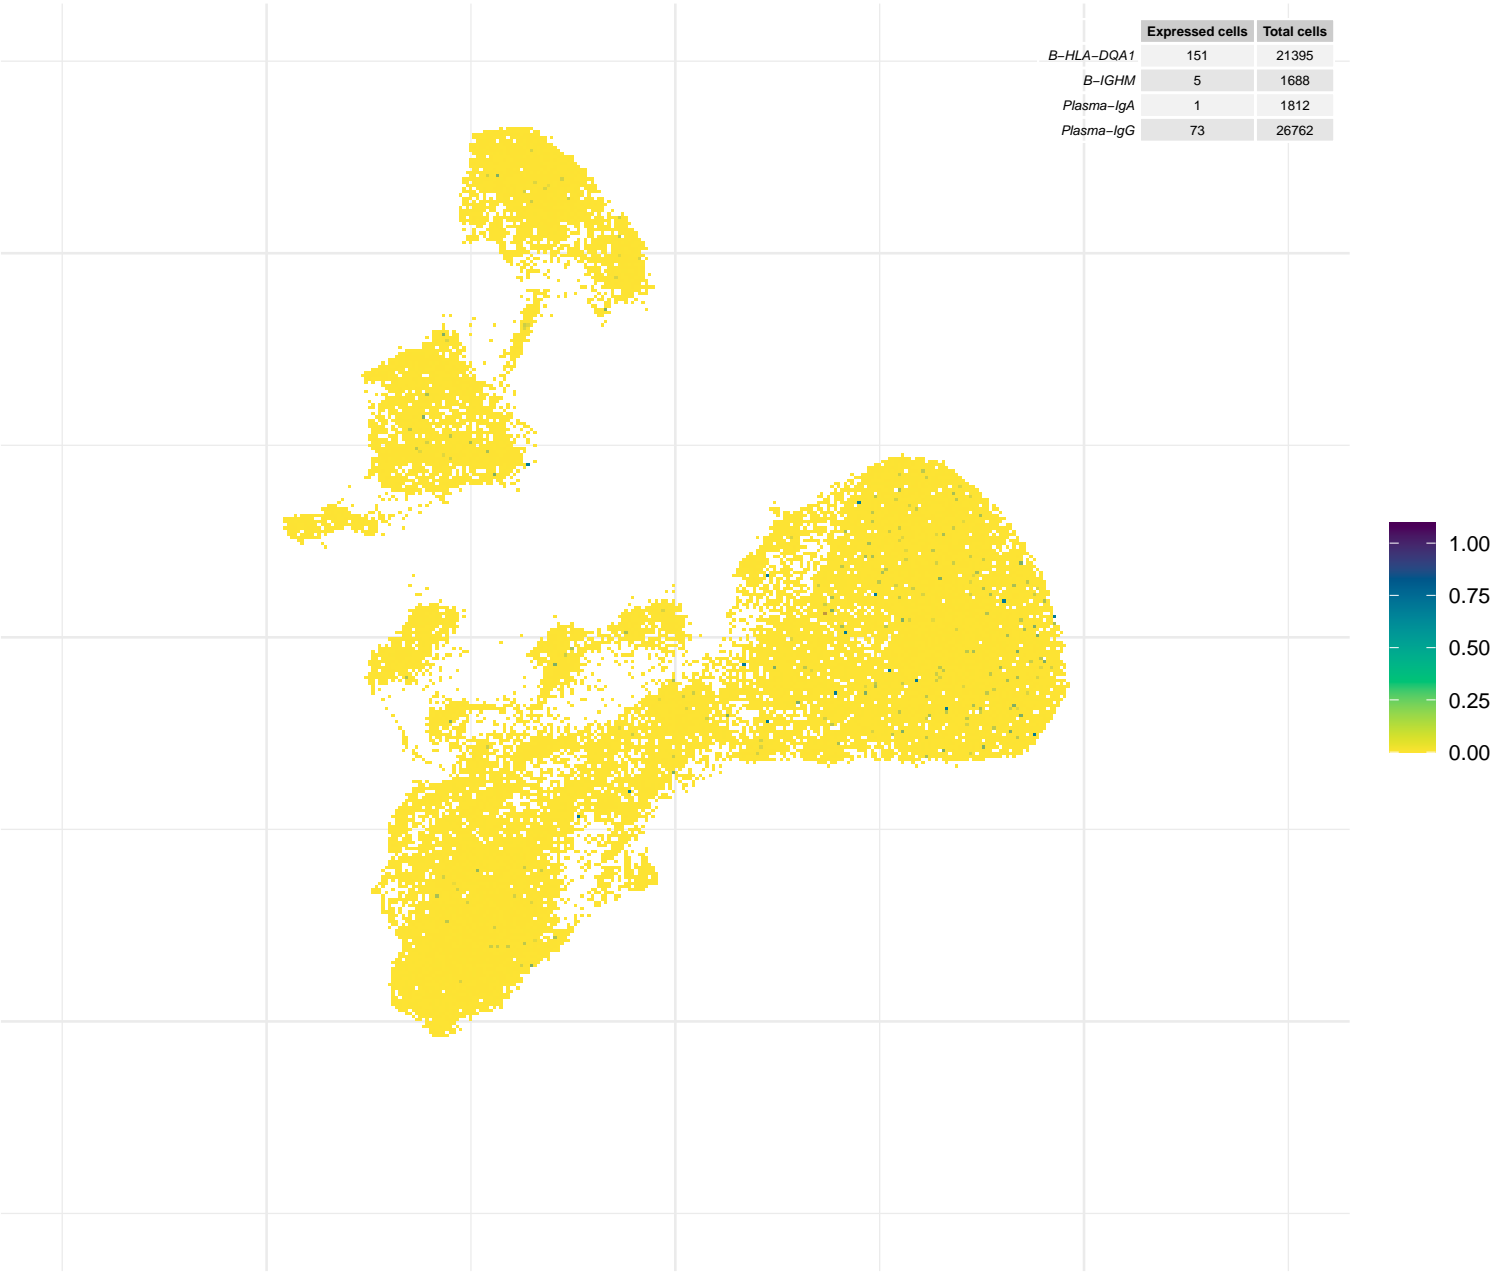 Expressed cells Total cells
B−HLA−DQA1 151 21395
B−IGHM 5 1688
Plasma−IgA 1 1812
Plasma−IgG 73 26762
1.00
0.75
0.50
0.25
0.00